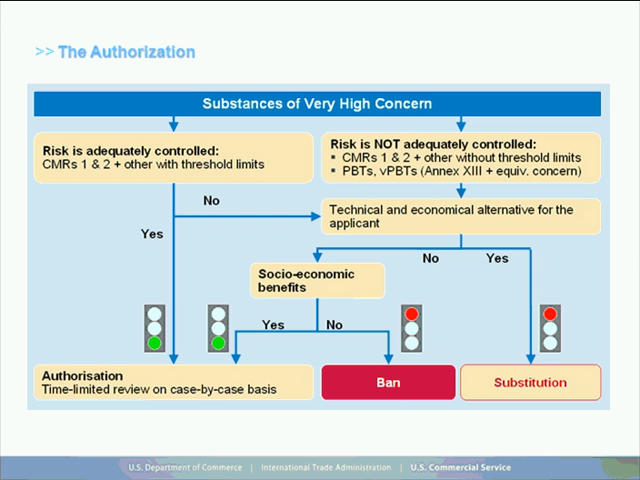 >> The Authorization
Substances of Very High Concern
Risk is adequately controlled:
CMRs 1 & 2 + other with threshold limits
Risk is NOT adequately controlled:
▪ CMRs 1 & 2 + other without threshold limits
▪ PBTs, vPBTs (Annex XIII + equiv. concern)
No
Technical and economical alternative for the
applicant
Yes
No
Yes
Socio-economic
benefits
Yes
No
Authorisation
Time-limited review on case-by-case basis
Ban
Substitution
U.S. Department of Commerce | International Trade Administration | U.S. Commercial Service